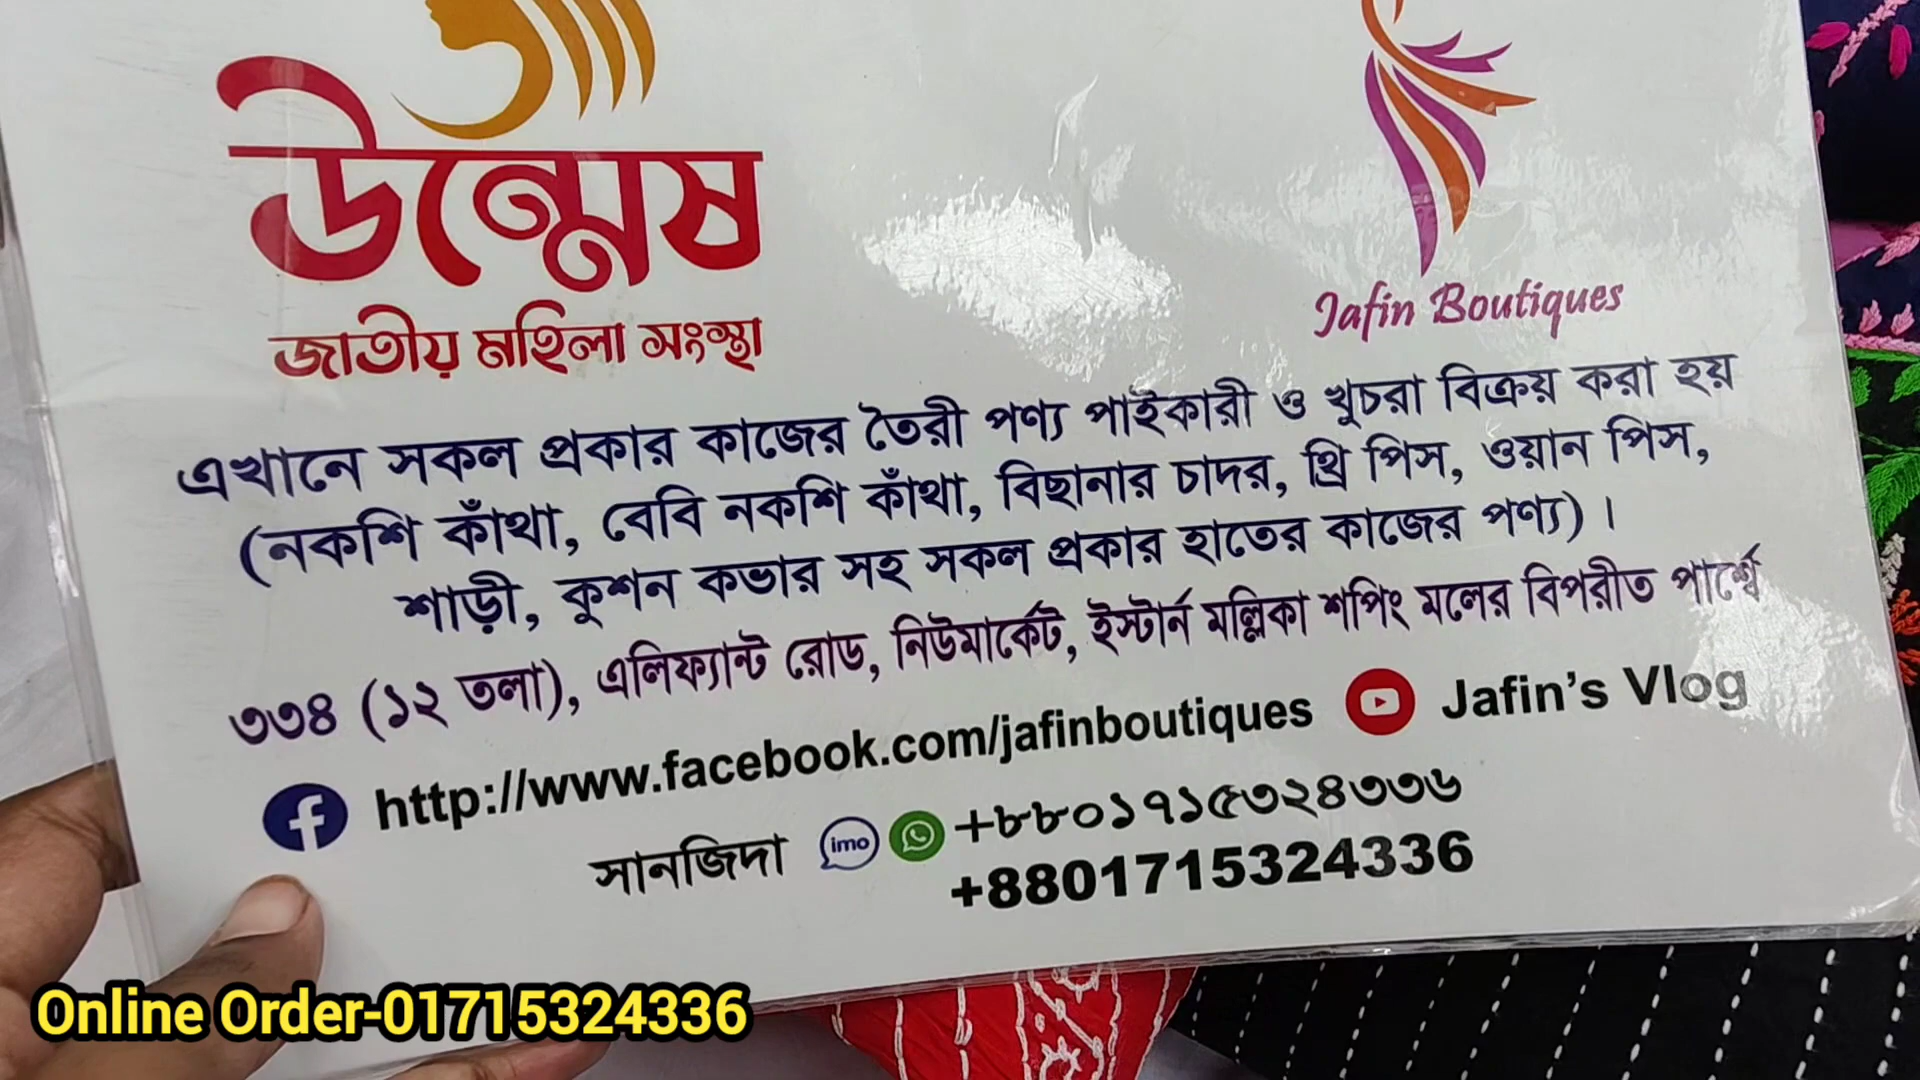 উন্মেষ
জাতীয় মহিলা সংস্থা
Jafin Boutiques
এখানে সকল প্রকার কাজের তৈরী পণ্য পাইকারী ও খুচরা বিক্রয় করা হয়
(নকশি কাঁথা, বেবি নকশি কাঁথা, বিছানার চাদর, থ্রি পিস, ওয়ান পিস,
শাড়ী, কুশন কভার সহ সকল প্রকার হাতের কাজের পণ্য)।
৩৩৪ (১২ তলা), এলিফ্যান্ট রোড, নিউমার্কেট, ইস্টার্ন মল্লিকা শপিং মলের বিপরীত পার্শ্বে
http://www.facebook.com/jafinboutiques Jafin's Vlog
সানজিদা imo +৮৮০১৭১৫৩২৪৩৩৬
+8801715324336
Online Order-01715324336